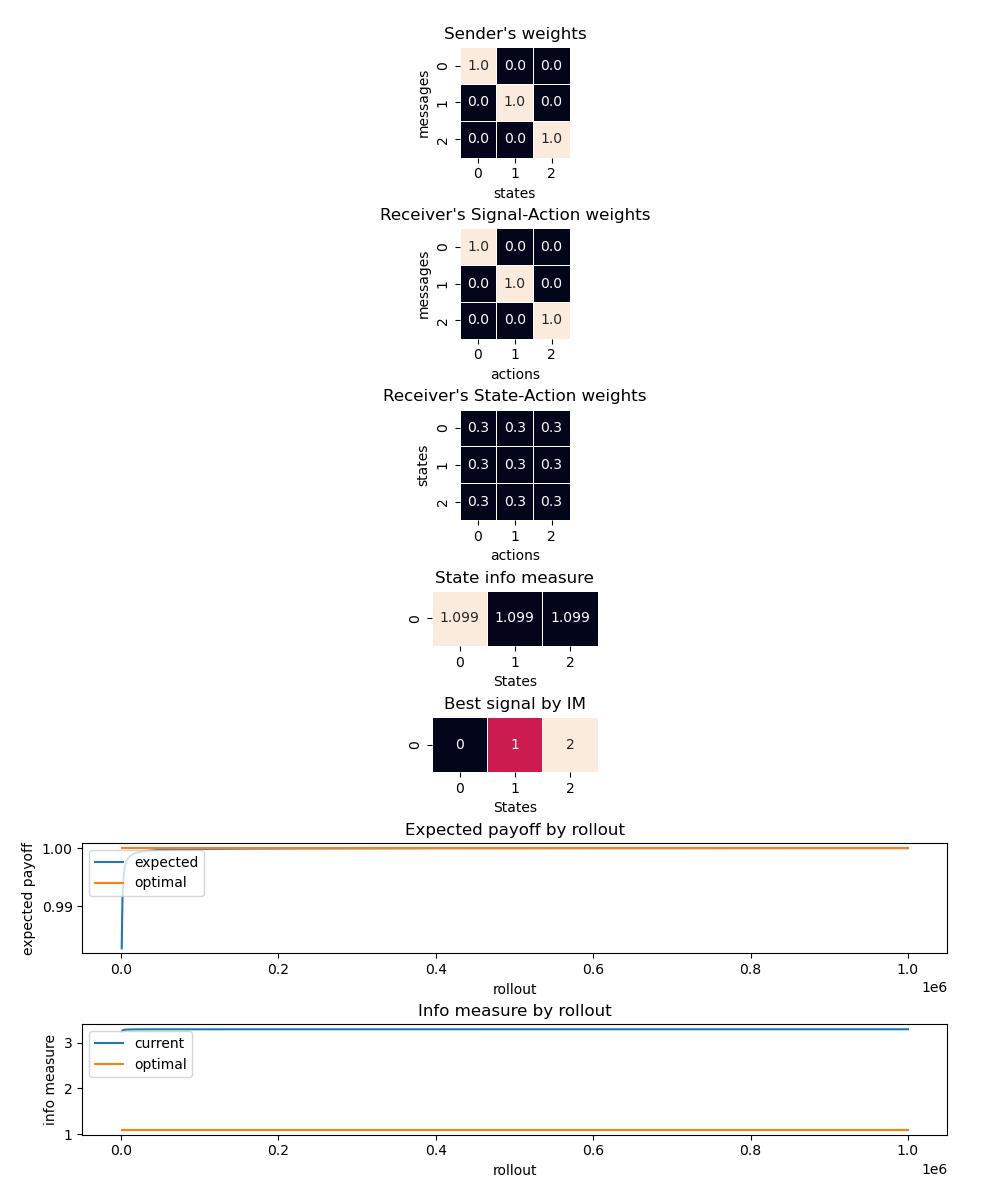 Sender's weights
messages
0 1.0 0.0 0.0
1 0.0 1.0 0.0
2 0.0 0.0 1.0
0 1 2
states
Receiver's Signal-Action weights
messages
0 1.0 0.0 0.0
1 0.0 1.0 0.0
2 0.0 0.0 1.0
0 1 2
actions
Receiver's State-Action weights
states
0 0.3 0.3 0.3
1 0.3 0.3 0.3
2 0.3 0.3 0.3
0 1 2
actions
State info measure
0 1.099 1.099 1.099
0 1 2
States
Best signal by IM
0 0 1 2
0 1 2
States
Expected payoff by rollout
expected payoff
1.00
0.99
expected
optimal
0.0 0.2 0.4 0.6 0.8 1.0
1e6
rollout
Info measure by rollout
info measure
3
2
1
current
optimal
0.0 0.2 0.4 0.6 0.8 1.0
1e6
rollout